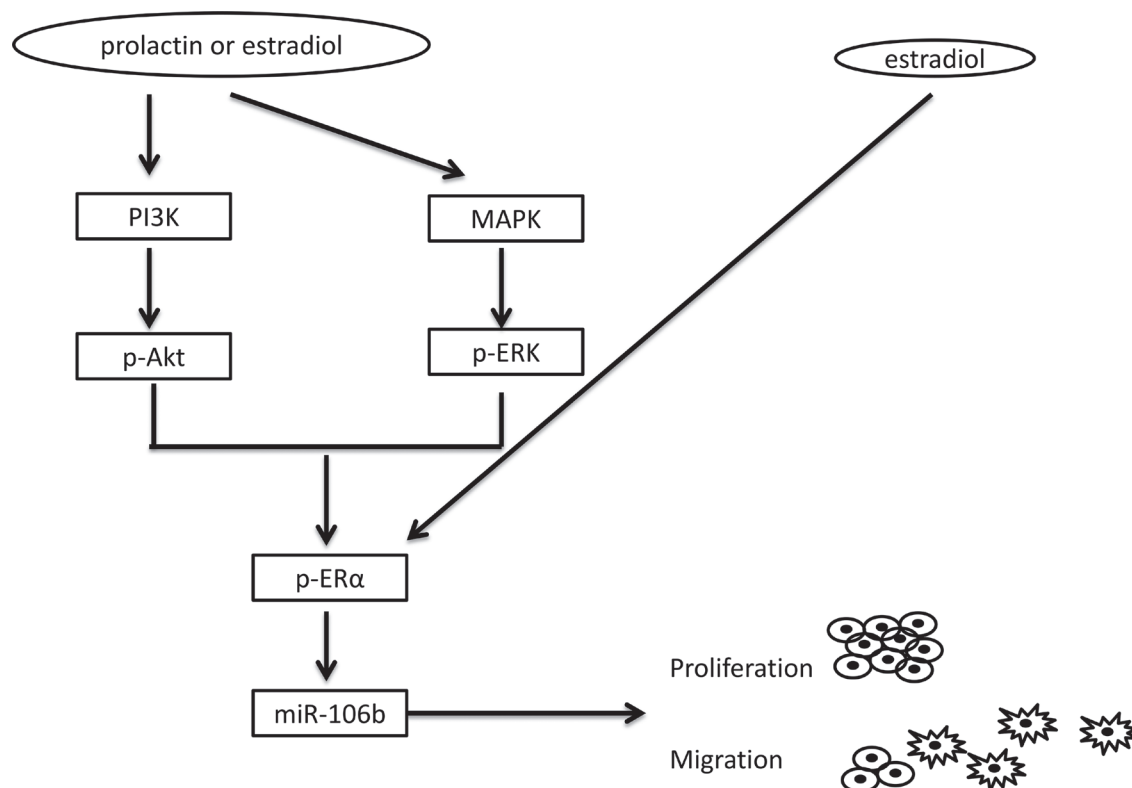 prolactin or estradiol
estradiol
PI3K
MAPK
p-Akt
p-ERK
p-ERα
miR-106b
Proliferation
Migration